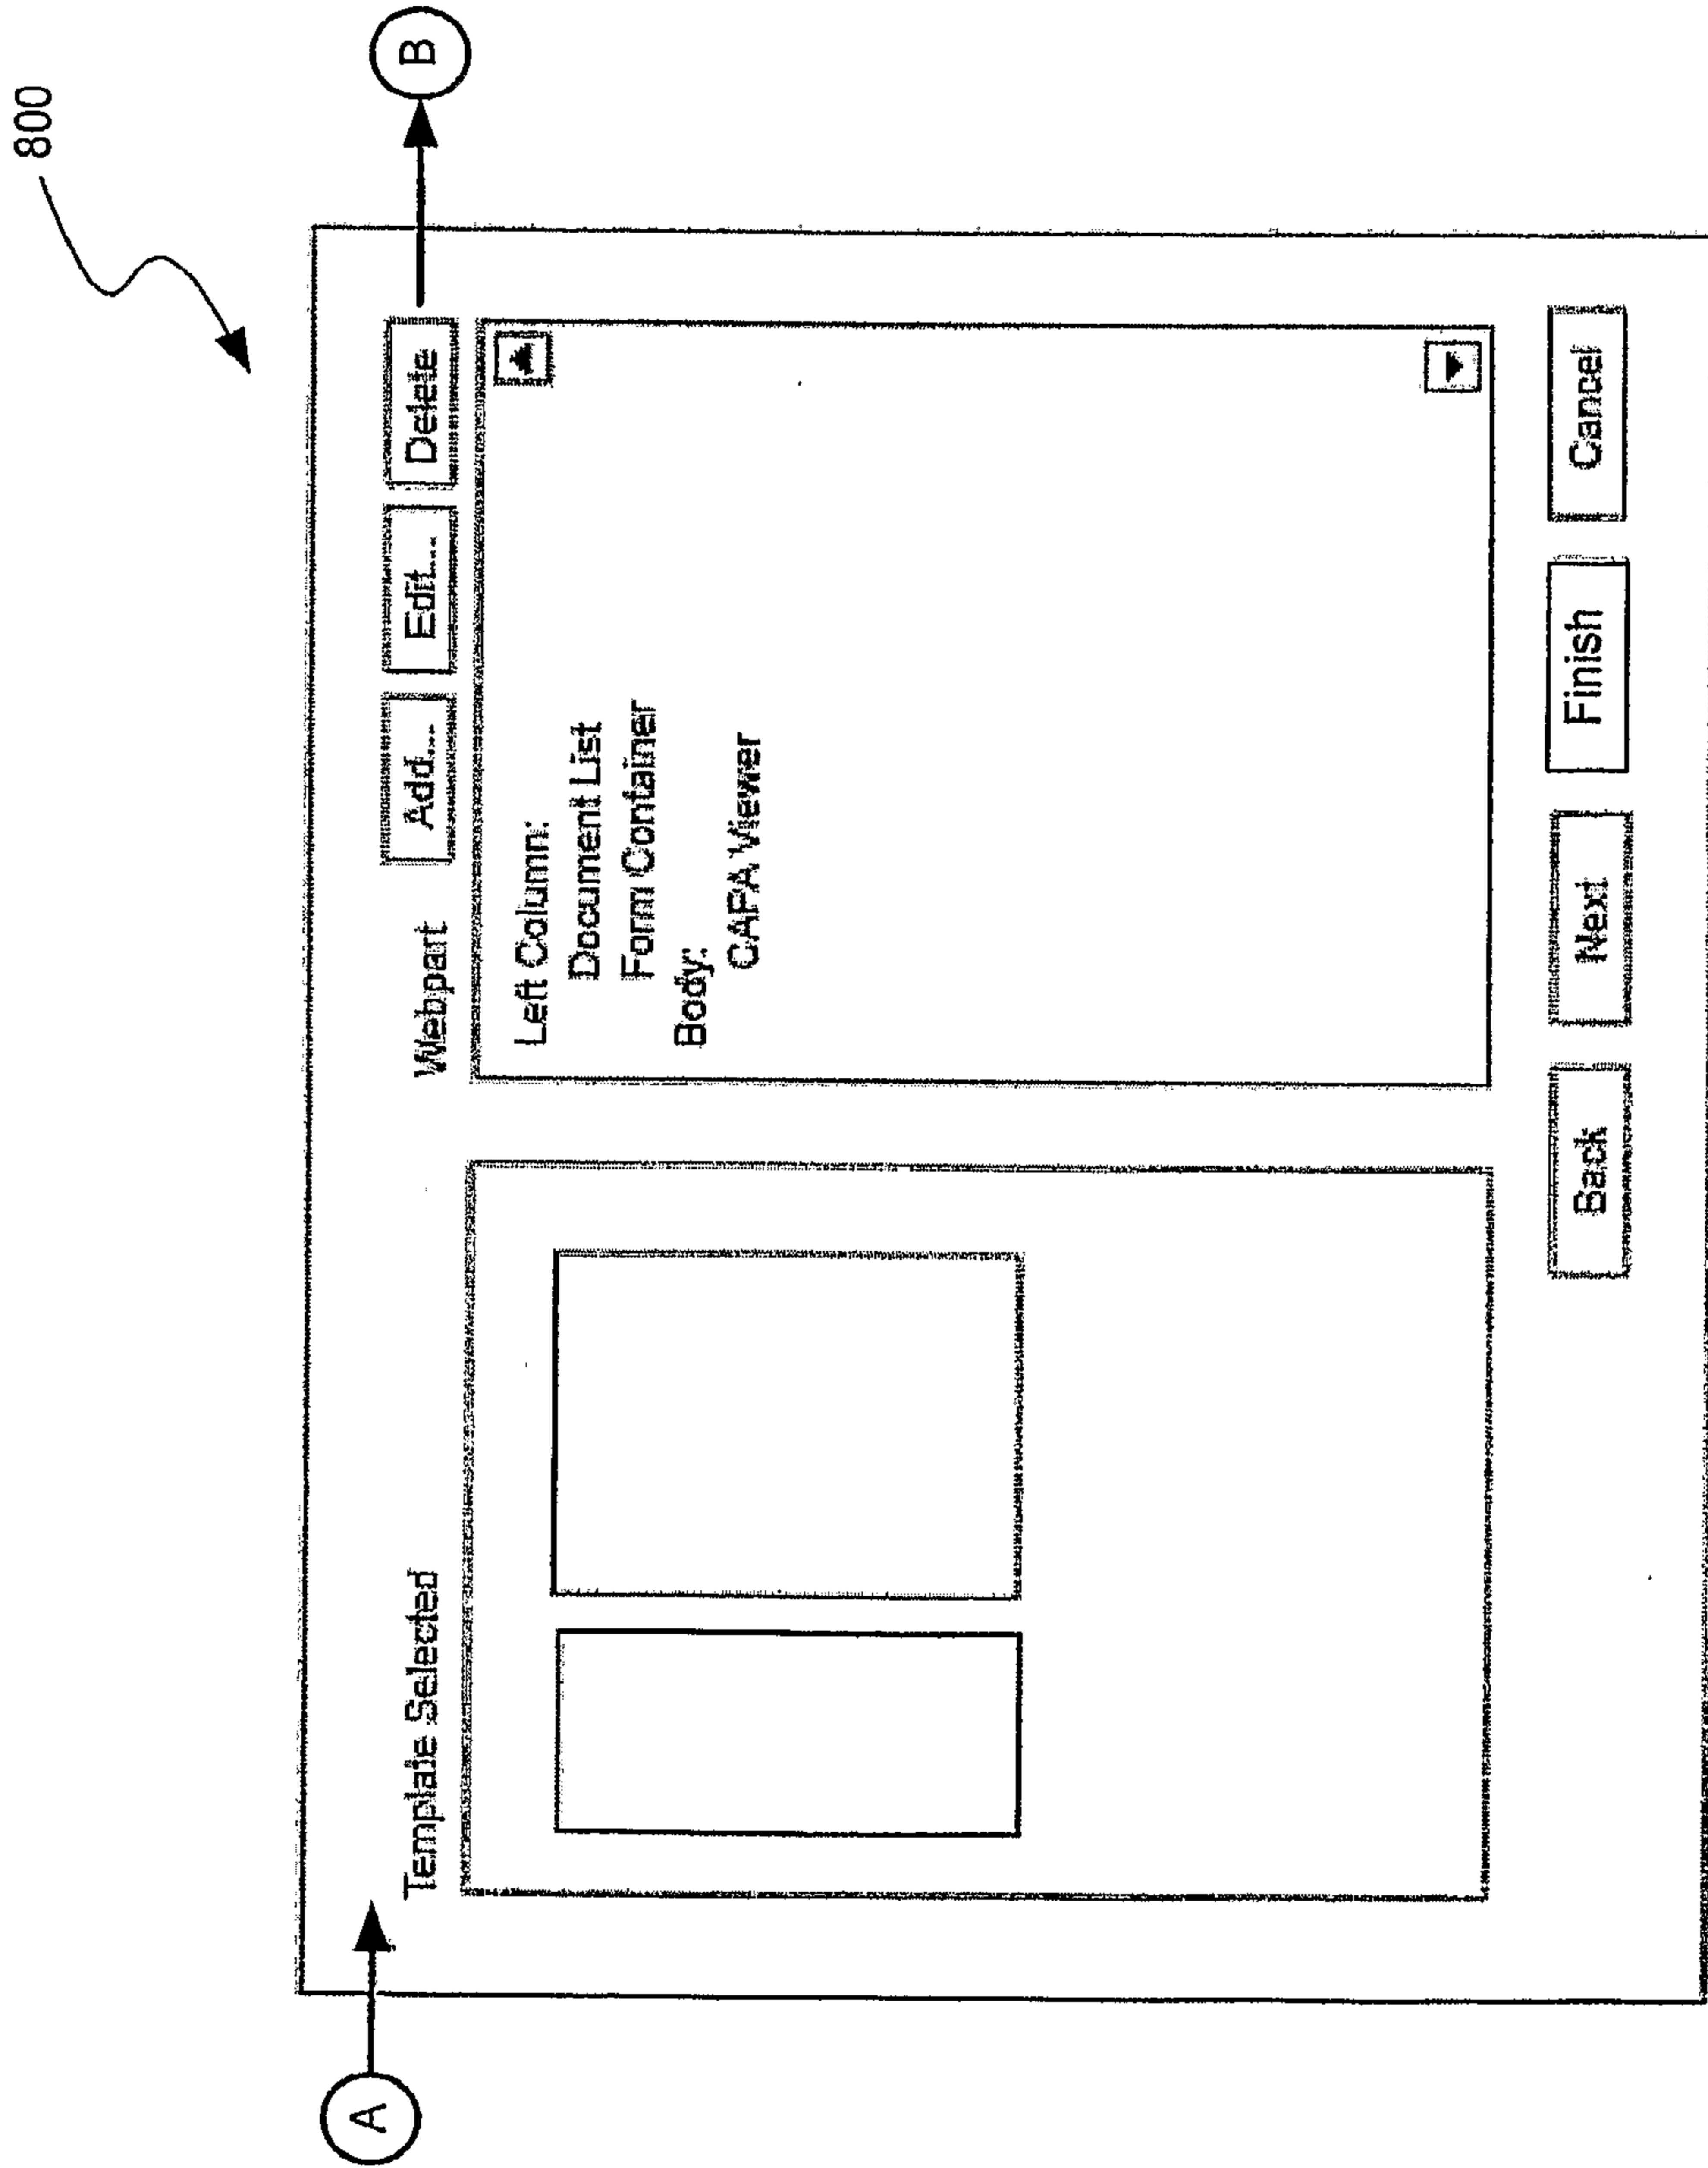 800
A
B
Template Selected
Webpart
Add...
Edit...
Delete
Left Column:
Document List
Form Container
Body:
CAPA Viewer
Back
Next
Finish
Cancel